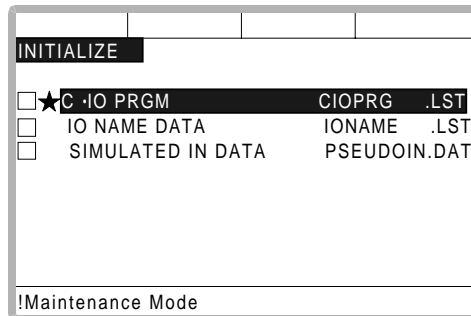 INITIALIZE
★C・IO PRGM CIOPRG .LST
IO NAME DATA IONAME .LST
SIMULATED IN DATA PSEUDOIN.DAT
!Maintenance Mode